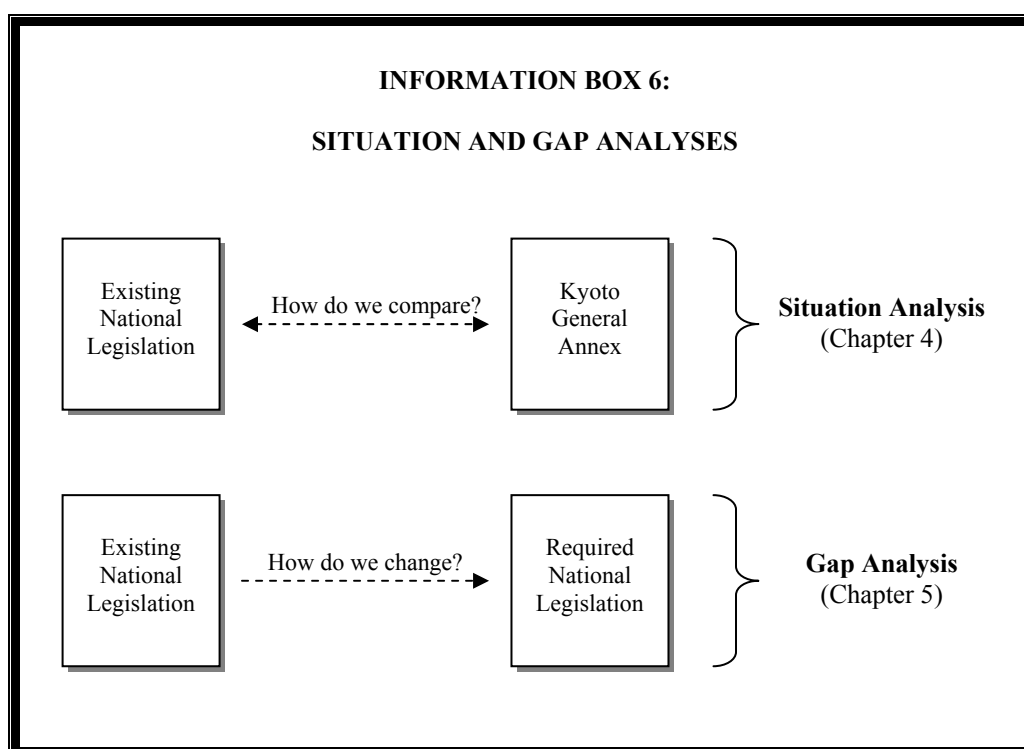 INFORMATION BOX 6:
SITUATION AND GAP ANALYSES
Existing
National
Legislation
How do we compare?
Kyoto
General
Annex
Situation Analysis
(Chapter 4)
Existing
National
Legislation
How do we change?
Required
National
Legislation
Gap Analysis
(Chapter 5)